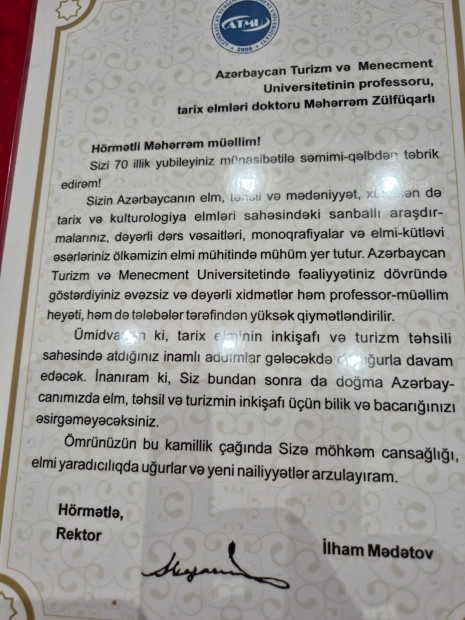 ATMU
2006
Azərbaycan Turizm və Menecment
Universitetinin professoru,
tarix elmləri doktoru Məhərrəm Zülfüqarlı
Hörmətli Məhərrəm müəllim!
Sizi 70 illik yubileyiniz münasibətilə səmimi-qəlbdən təbrik
edirəm!
Sizin Azərbaycanın elm, təhsili və mədəniyyət, də
tarix və kulturologiya elmləri sahəsindəki sanballı araşdır-
malarınız, dəyərli dərs vəsaitləri, monoqrafiyalar və elmi-kütləvi
əsərləriniz ölkəmizin elmi mühitində mühüm yer tutur. Azərbaycan
Turizm və Menecment Universitetində fəaliyyətiniz dövründə
göstərdiyiniz əvəzsiz və dəyərli xidmətlər həm professor-müəllim
heyəti, həm də tələbələr tərəfindən yüksək qiymətləndirilir.
ki, tarix elminin inkişafı və turizm təhsili
sahəsində atdığınız inamlı addımlar gələcəkdə də uğurla davam
edəcək. İnanıram ki, Siz bundan sonra da doğma Azərbay-
canımızda elm, təhsil və turizmin inkişafı üçün bilik və bacarığınızı
əsirgəməyəcəksiniz.
Ömrünüzün bu kamillik çağında Sizə möhkəm cansağlığı,
elmi yaradıcılıqda uğurlar və yeni nailiyyətlər arzulayıram.
Hörmətlə,
Rektor
İlham Mədətov